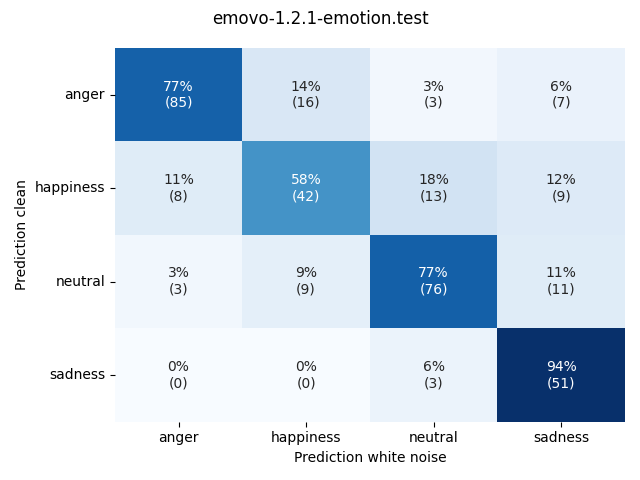 emovo-1.2.1-emotion.test
Prediction clean
anger
77%
(85)
14%
(16)
3%
(3)
6%
(7)
happiness
11%
(8)
58%
(42)
18%
(13)
12%
(9)
neutral
3%
(3)
9%
(9)
77%
(76)
11%
(11)
sadness
0%
(0)
0%
(0)
6%
(3)
94%
(51)
anger
happiness
neutral
sadness
Prediction white noise